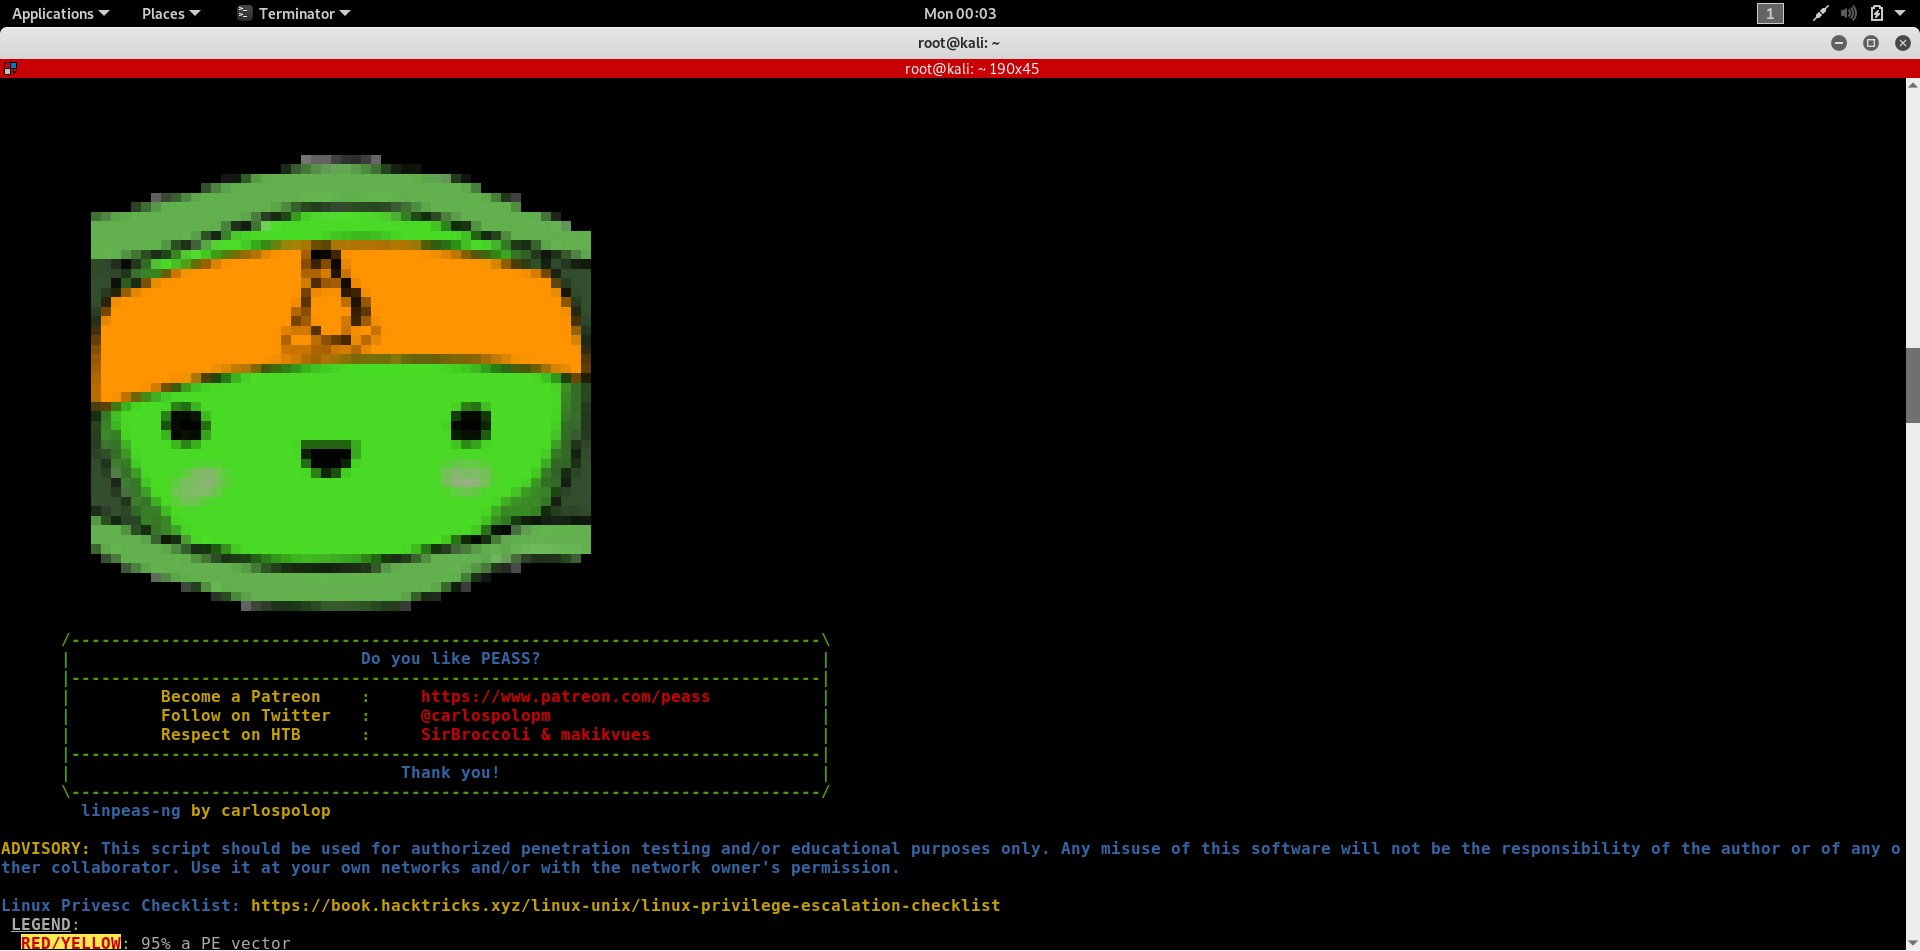 Applications Places Terminator Mon 00:03 1
root@kali: ~
root@kali: ~ 190x45
/---------------------------------------------------------------------------\
| Do you like PEASS? |
|---------------------------------------------------------------------------|
| Become a Patreon : https://www.patreon.com/peass |
| Follow on Twitter : @carlospolopm |
| Respect on HTB : SirBroccoli & makikvues |
|---------------------------------------------------------------------------|
| Thank you! |
\---------------------------------------------------------------------------/
linpeas-ng by carlospolop
ADVISORY: This script should be used for authorized penetration testing and/or educational purposes only. Any misuse of this software will not be the responsibility of the author or of any o
ther collaborator. Use it at your own networks and/or with the network owner's permission.
Linux Privesc Checklist: https://book.hacktricks.xyz/linux-unix/linux-privilege-escalation-checklist
LEGEND:
RED/YELLOW: 95% a PE vector